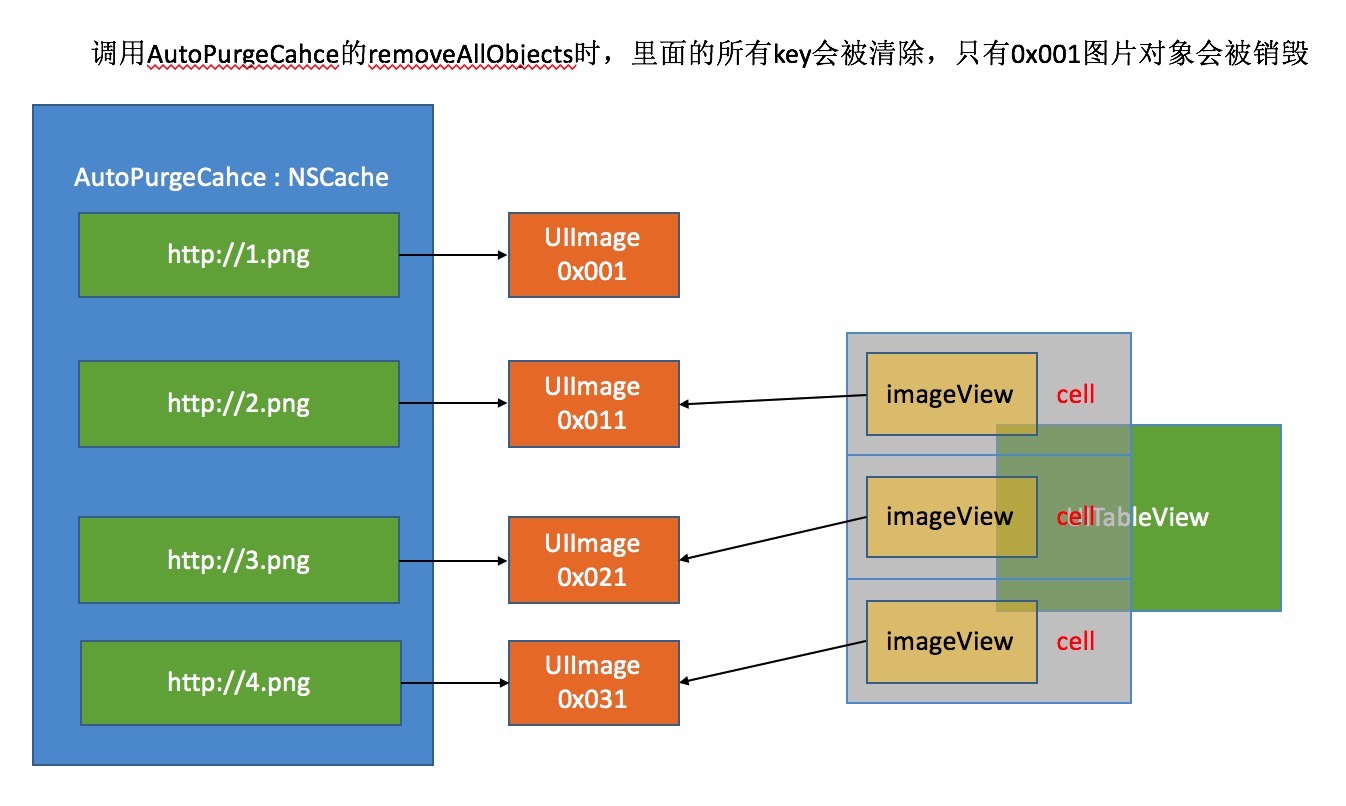 调用AutoPurgeCahce的removeAllObjects时，里面的所有key会被清除，只有0x001图片对象会被销毁
AutoPurgeCahce : NSCache
http://1.png
UIImage
0x001
http://2.png
UIImage
0x011
imageView
cell
http://3.png
UIImage
0x021
imageView
cell
UITableView
http://4.png
UIImage
0x031
imageView
cell